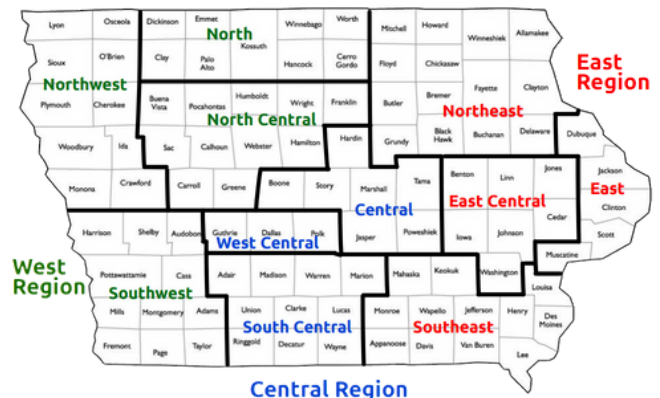 Lyon Osceola Dickinson Emmet Winnebago Worth Mitchell Howard Winneshiek Allamakee
North
Kossuth
Sioux O'Brien Clay Palo Alto Hancock Cerro Gordo Floyd Chickasaw
East Region
Northwest
Plymouth Cherokee Buena Vista Pocahontas Humboldt Wright Franklin Butler Bremer Fayette Clayton
Northeast
North Central
Woodbury Ida Sac Calhoun Webster Hamilton Hardin Grundy Black Hawk Buchanan Delaware Dubuque
Monona Crawford Carroll Greene Boone Story Marshall Tama Benton Linn Jones Jackson
East Central
East
Central
Clinton
Harrison Shelby Audubon Guthrie Dallas Polk Jasper Poweshiek Iowa Johnson Cedar Scott
West Central
Muscatine
West Region
Pottawattamie Cass Adair Madison Warren Marion Mahaska Keokuk Washington Louisa
Southwest
Mills Montgomery Adams Union Clarke Lucas Monroe Wapello Jefferson Henry Des Moines
South Central
Southeast
Fremont Page Taylor Ringgold Decatur Wayne Appanoose Davis Van Buren Lee
Central Region